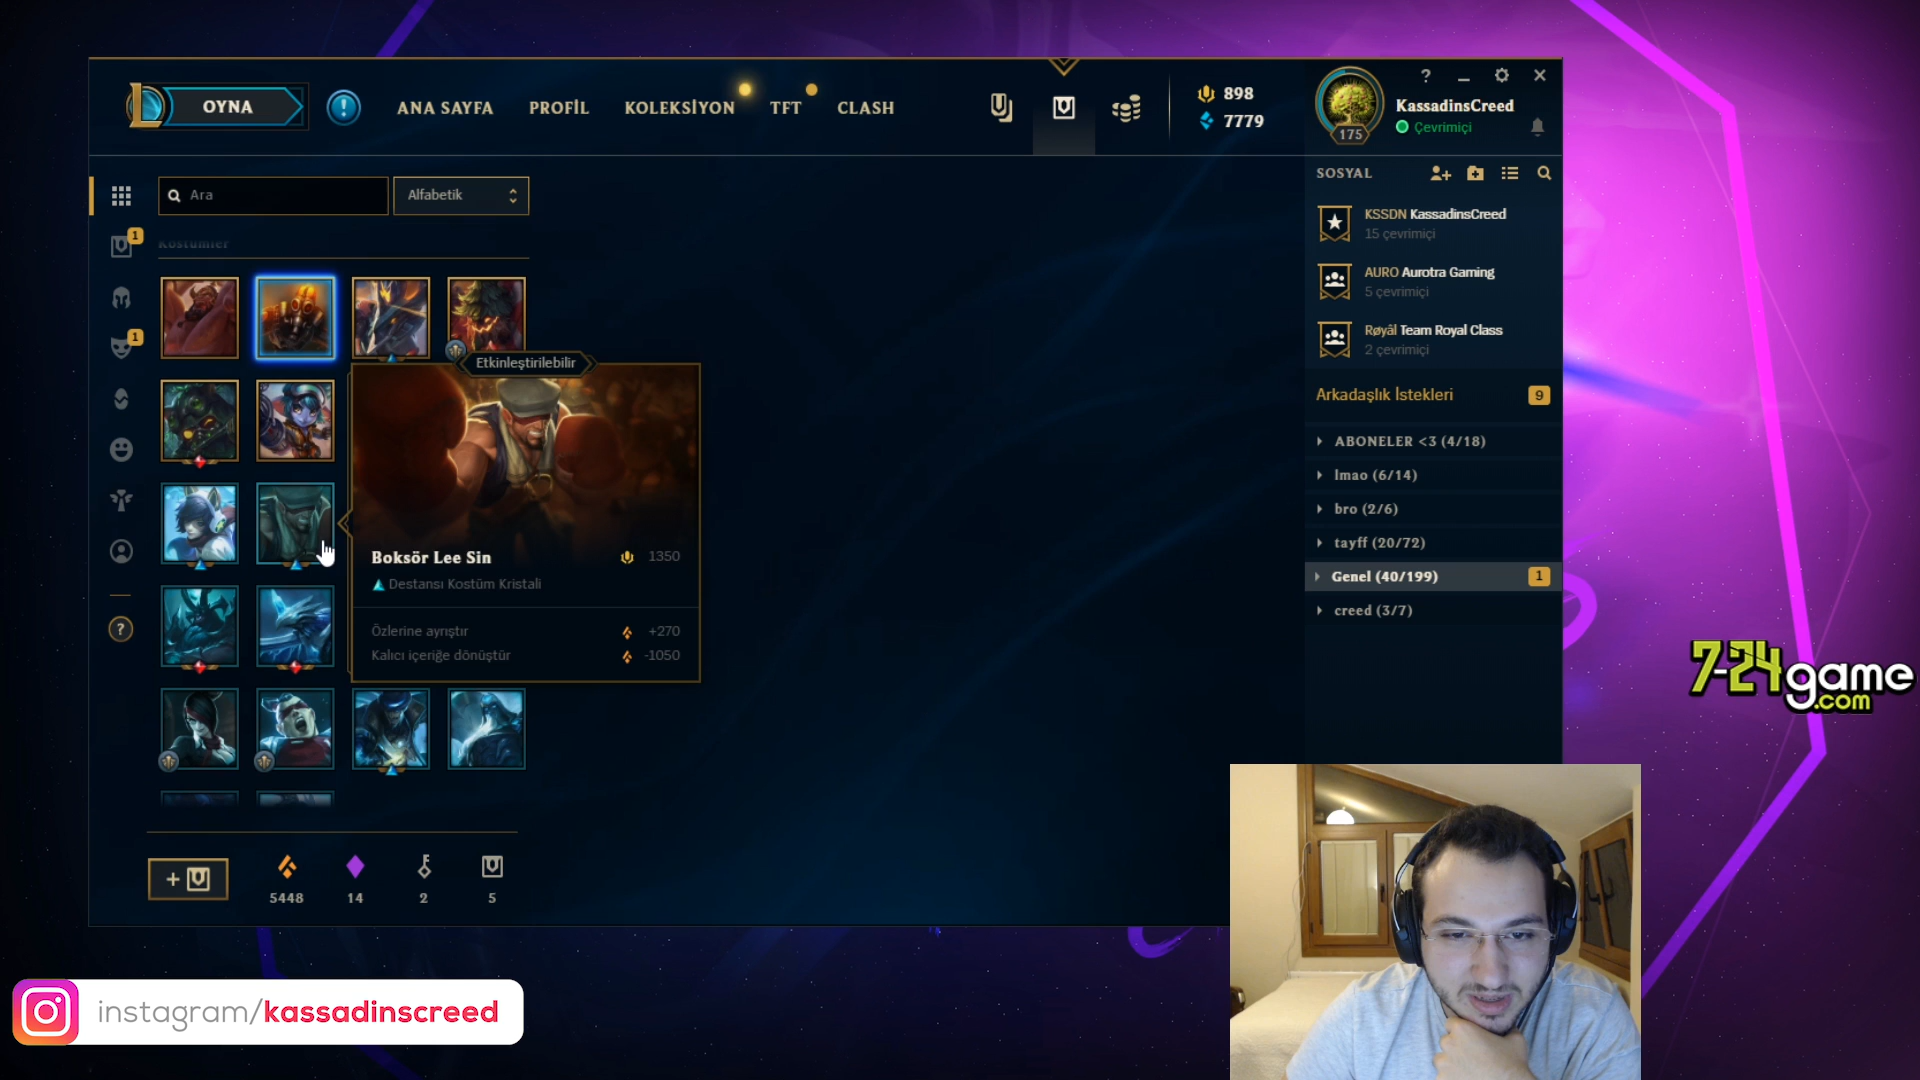 OYNA
ANA SAYFA
PROFİL
KOLEKSİYON
TFT
CLASH
898
7779
175
KassadinsCreed
Çevrimiçi
Ara
Alfabetik
1
Kostümler
1
Etkinleştirilebilir
Boksör Lee Sin
1350
Destansı Kostüm Kristali
Özlerine ayrıştır
+270
Kalıcı içeriğe dönüştür
-1050
5448
14
2
5
SOSYAL
KSSDN KassadinsCreed
15 çevrimiçi
AURO Aurotra Gaming
5 çevrimiçi
Røyâl Team Royal Class
2 çevrimiçi
Arkadaşlık İstekleri
9
ABONELER <3 (4/18)
lmao (6/14)
bro (2/6)
tayff (20/72)
Genel (40/199)
1
creed (3/7)
7-24game
.com
instagram/kassadinscreed